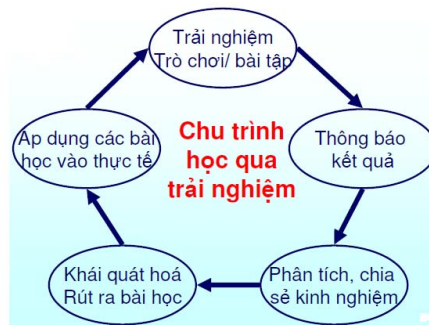 Trải nghiệm
Trò chơi/ bài tập
Chu trình
học qua
trải nghiệm
Thông báo
kết quả
Phân tích, chia
sẻ kinh nghiệm
Khái quát hoá
Rút ra bài học
Ap dụng các bài
học vào thực tế